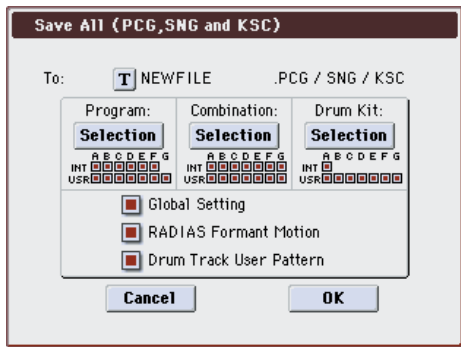 Save All (PCG,SNG and KSC)
To: T NEWFILE .PCG / SNG / KSC
Program: Combination: Drum Kit:
Selection Selection Selection
A B C D E F G A B C D E F G A B C D E F G
INT INT INT
USR USR USR
Global Setting
RADIAS Formant Motion
Drum Track User Pattern
Cancel OK